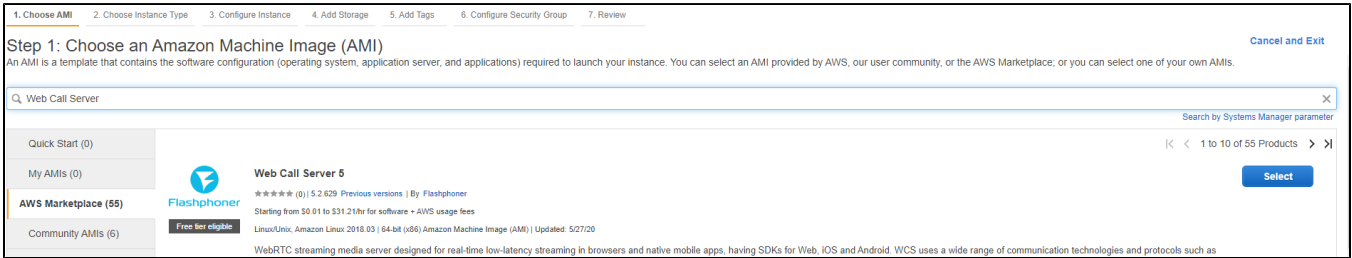 1. Choose AMI 2. Choose Instance Type 3. Configure Instance 4. Add Storage 5. Add Tags 6. Configure Security Group 7. Review
Step 1: Choose an Amazon Machine Image (AMI)
Cancel and Exit
An AMI is a template that contains the software configuration (operating system, application server, and applications) required to launch your instance. You can select an AMI provided by AWS, our user community, or the AWS Marketplace; or you can select one of your own AMIs.
Web Call Server
Search by Systems Manager parameter
Quick Start (0)
My AMIs (0)
AWS Marketplace (55)
Community AMIs (6)
1 to 10 of 55 Products
Flashphoner
Free tier eligible
Web Call Server 5
(0) | 5.2.629 Previous versions | By Flashphoner
Starting from $0.01 to $31.21/hr for software + AWS usage fees
Linux/Unix, Amazon Linux 2018.03 | 64-bit (x86) Amazon Machine Image (AMI) | Updated: 5/27/20
WebRTC streaming media server designed for real-time low-latency streaming in browsers and native mobile apps, having SDKs for Web, iOS and Android. WCS uses a wide range of communication technologies and protocols such as
Select